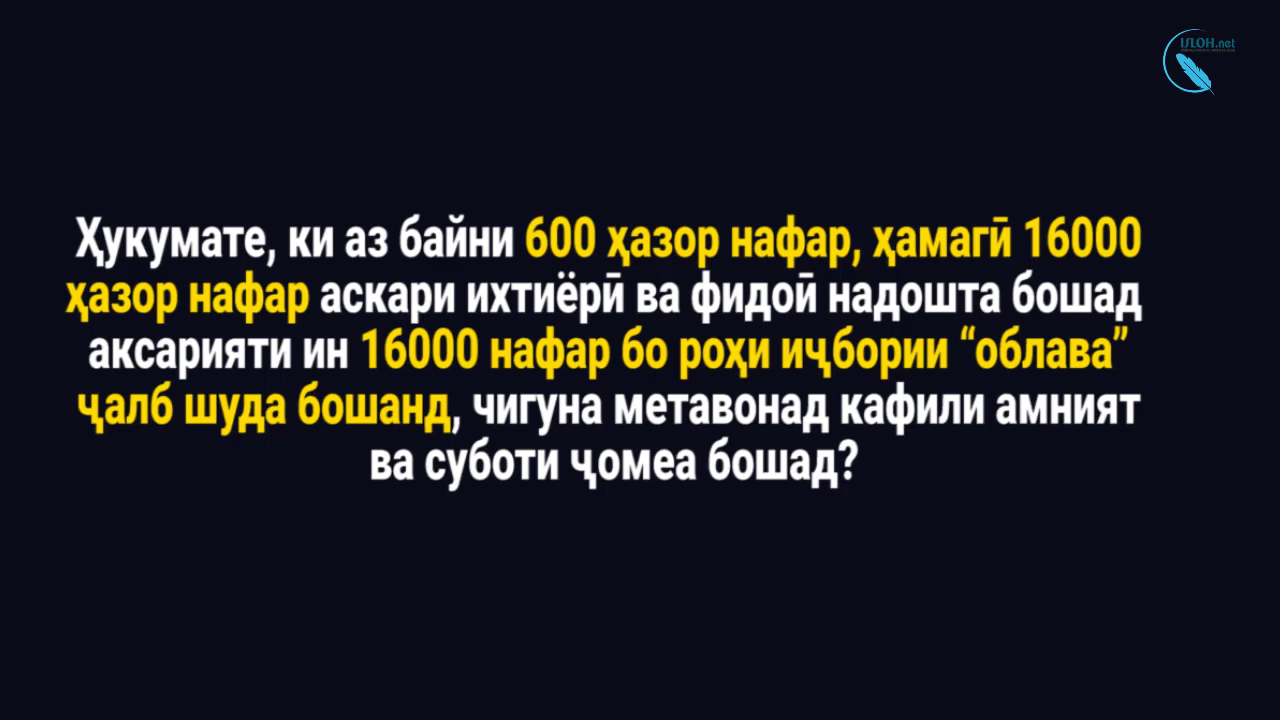 ISLOH.net
Ҳукумате, ки аз байни 600 ҳазор нафар, ҳамагӣ 16000
ҳазор нафар аскари ихтиёрӣ ва фидоӣ надошта бошад
аксарияти ин 16000 нафар бо роҳи иҷбории “облава”
ҷалб шуда бошанд, чигуна метавонад кафили амният
ва суботи ҷомеа бошад?